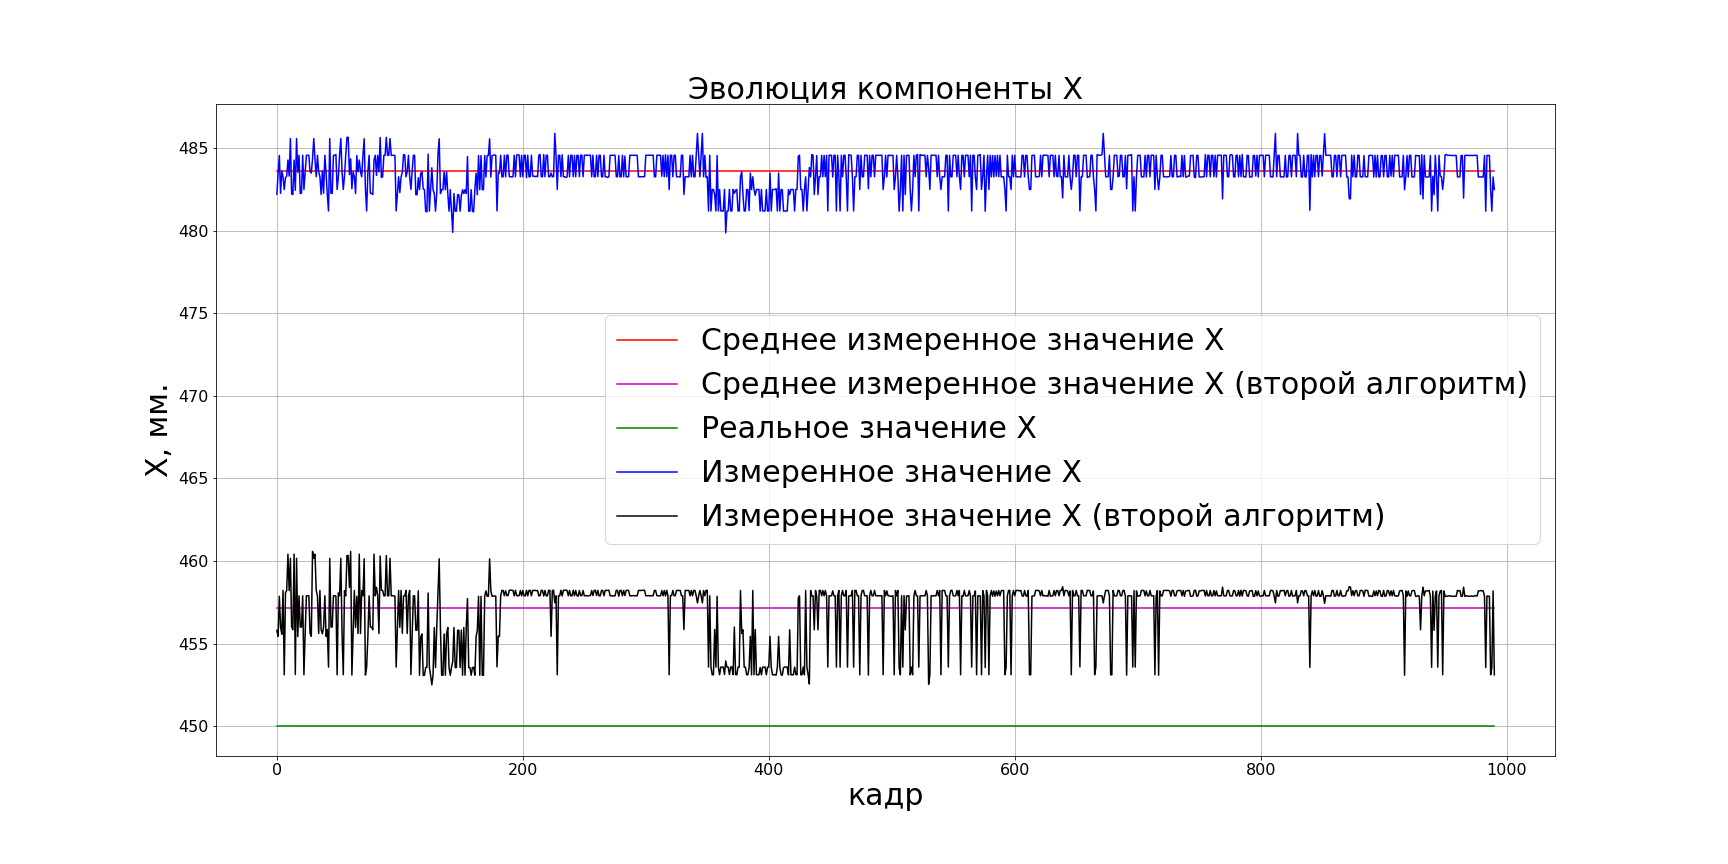 Эволюция компоненты X
X, мм.
485
480
475
470
465
460
455
450
Среднее измеренное значение X
Среднее измеренное значение X (второй алгоритм)
Реальное значение X
Измеренное значение X
Измеренное значение X (второй алгоритм)
0 200 400 600 800 1000
кадр